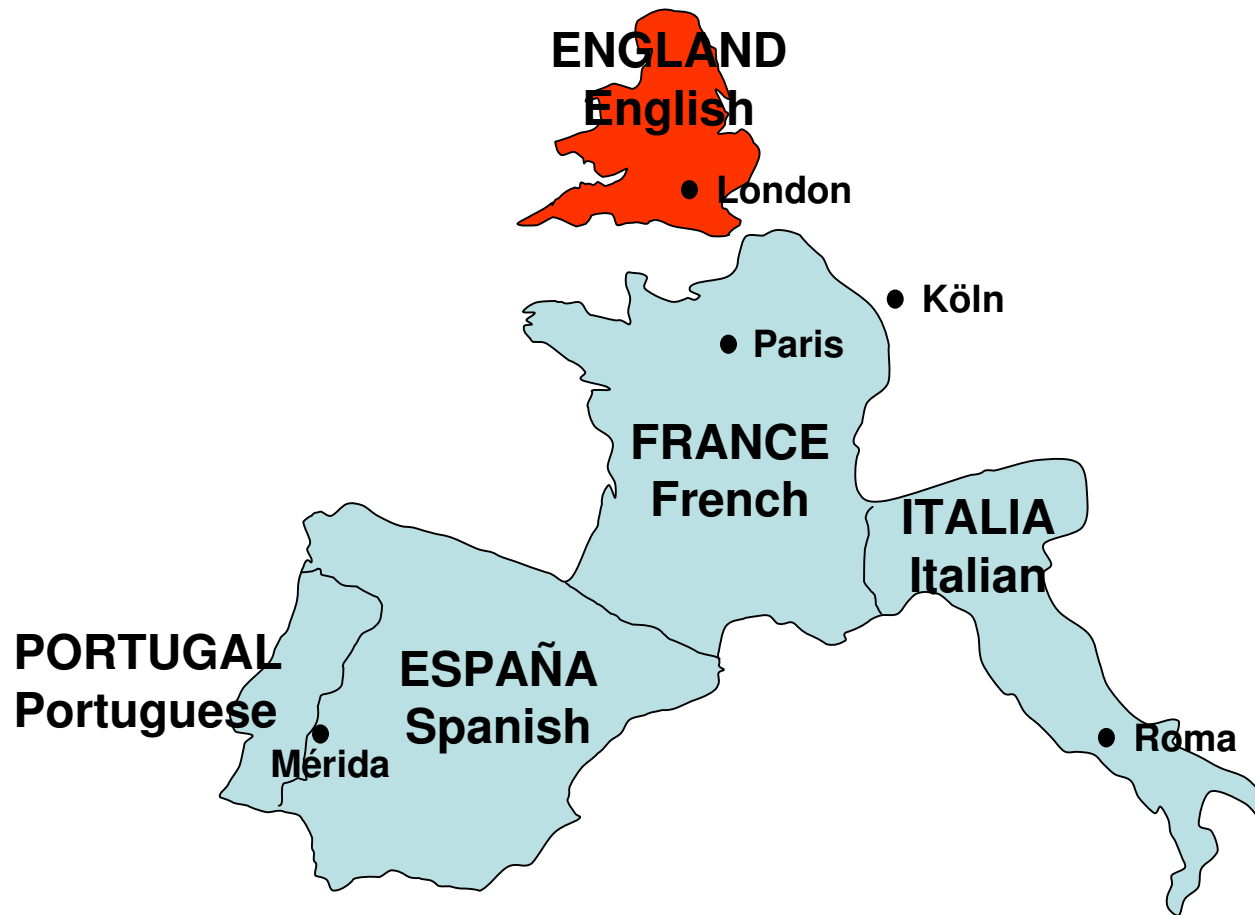 ENGLAND
English
London
Köln
Paris
FRANCE
French
ITALIA
Italian
PORTUGAL
Portuguese
ESPAÑA
Spanish
Mérida
Roma